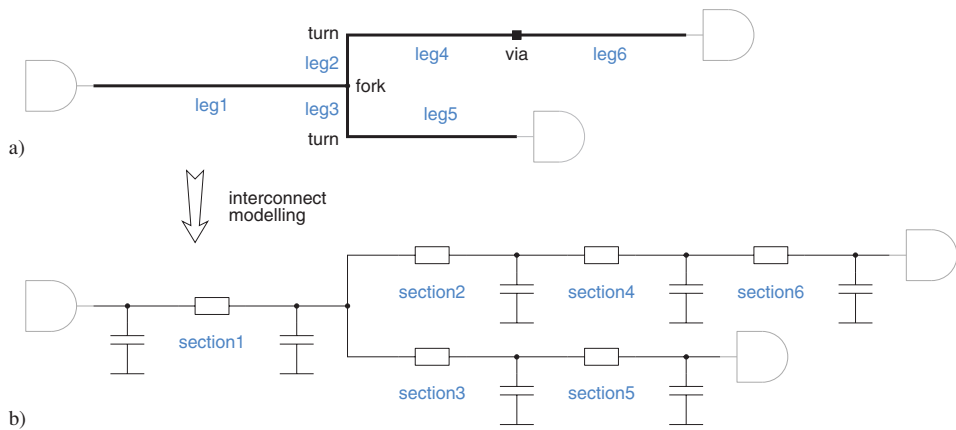 turn
leg4
via
leg6
leg2
fork
leg1
leg3
leg5
turn
a)
interconnect
modelling
section2
section4
section6
section1
section3
section5
b)